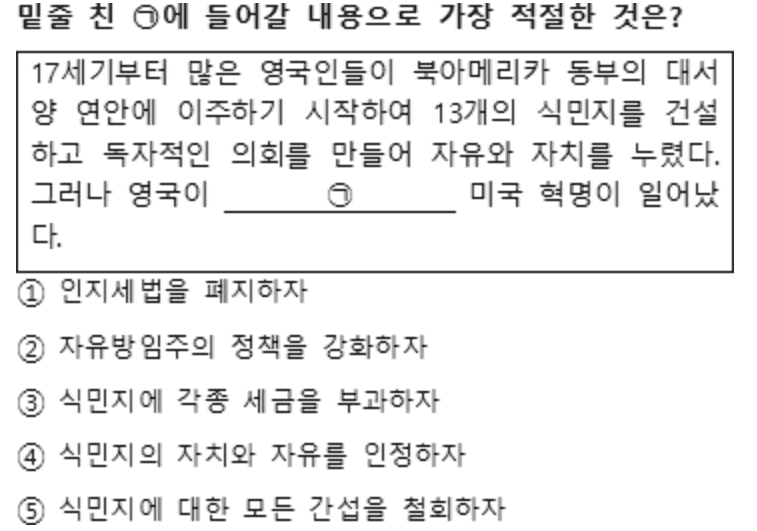 밑줄 친 ㉠에 들어갈 내용으로 가장 적절한 것은?
17세기부터 많은 영국인들이 북아메리카 동부의 대서
양 연안에 이주하기 시작하여 13개의 식민지를 건설
하고 독자적인 의회를 만들어 자유와 자치를 누렸다.
그러나 영국이 ㉠ 미국 혁명이 일어났
다.
① 인지세법을 폐지하자
② 자유방임주의 정책을 강화하자
③ 식민지에 각종 세금을 부과하자
④ 식민지의 자치와 자유를 인정하자
⑤ 식민지에 대한 모든 간섭을 철회하자